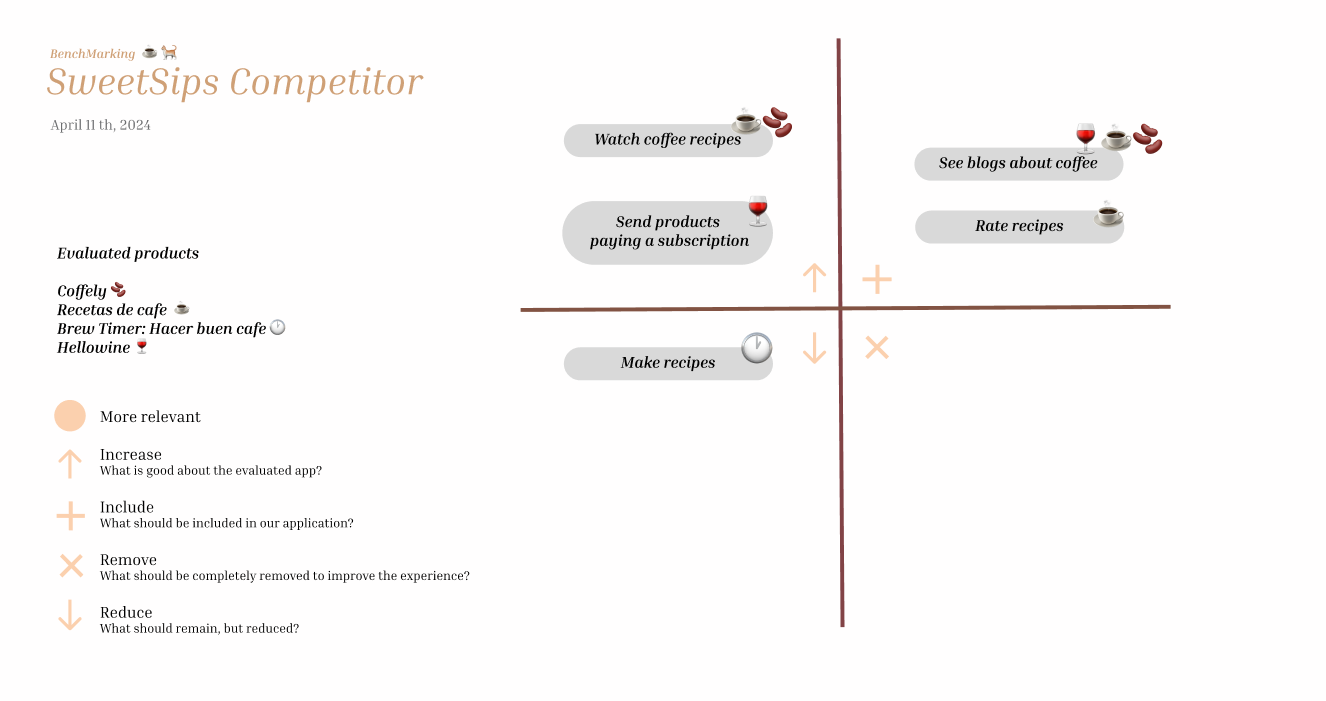 BenchMarking
SweetSips Competitor
April 11 th, 2024
Evaluated products
Coffely
Recetas de cafe
Brew Timer: Hacer buen cafe
Hellowine
More relevant
Increase
What is good about the evaluated app?
Include
What should be included in our application?
Remove
What should be completely removed to improve the experience?
Reduce
What should remain, but reduced?
Watch coffee recipes
Send products
paying a subscription
See blogs about coffee
Rate recipes
Make recipes